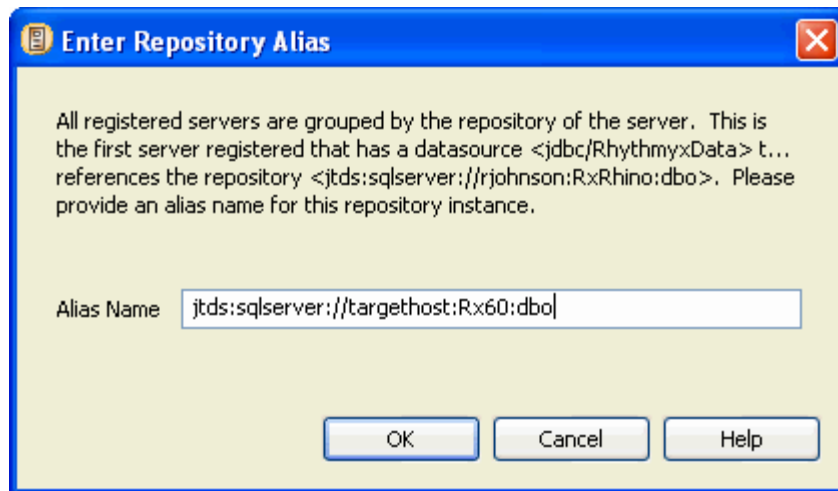 Enter Repository Alias
All registered servers are grouped by the repository of the server.  This is
the first server registered that has a datasource <jdbc/RhythmyxData> t...
references the repository <jtds:sqlserver://rjohnson:RxRhino:dbo>.  Please
provide an alias name for this repository instance.
Alias Name jtds:sqlserver://targethost:Rx60:dbo
OK Cancel Help